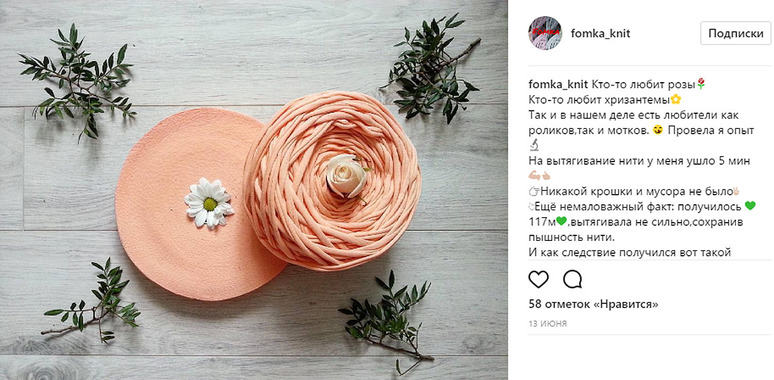 fomka_knit
Подписки
fomka_knit Кто-то любит розы🌹
Кто-то любит хризантемы🌼
Так и в нашем деле есть любители как
роликов,так и мотков. 😜 Провела я опыт
🔬
На вытягивание нити у меня ушло 5 мин
💪🏻👍🏻
Никакой крошки и мусора не было
Ещё немаловажный факт: получилось 💚
117м💚,вытягивала не сильно,сохранив
пышность нити.
И как следствие получился вот такой
58 отметок «Нравится»
13 ИЮНЯ